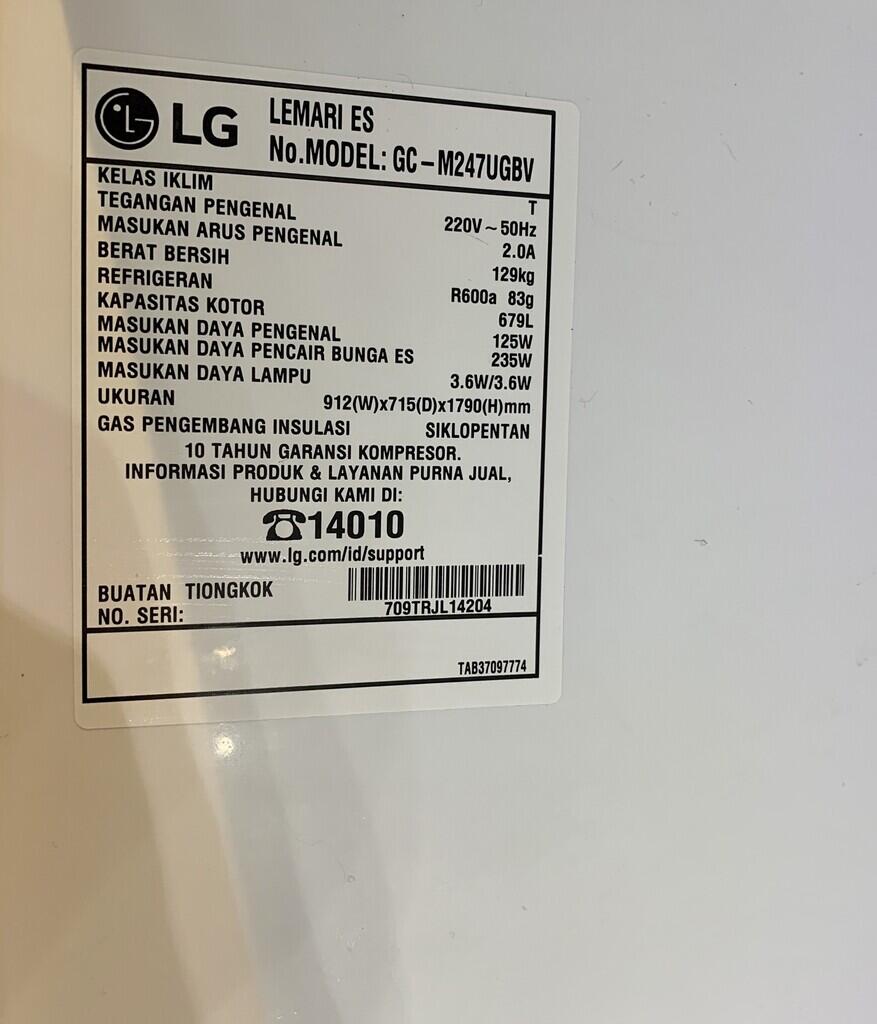 LG LEMARI ES
No.MODEL: GC-M247UGBV
KELAS IKLIM T
TEGANGAN PENGENAL 220V~50Hz
MASUKAN ARUS PENGENAL 2.0A
BERAT BERSIH 129kg
REFRIGERAN R600a 83g
KAPASITAS KOTOR 679L
MASUKAN DAYA PENGENAL 125W
MASUKAN DAYA PENCAIR BUNGA ES 235W
MASUKAN DAYA LAMPU 3.6W/3.6W
UKURAN 912(W)x715(D)x1790(H)mm
GAS PENGEMBANG INSULASI SIKLOPENTAN
10 TAHUN GARANSI KOMPRESOR.
INFORMASI PRODUK & LAYANAN PURNA JUAL,
HUBUNGI KAMI DI:
☎14010
www.lg.com/id/support
BUATAN TIONGKOK
NO. SERI: 709TRJL14204
TAB37097774